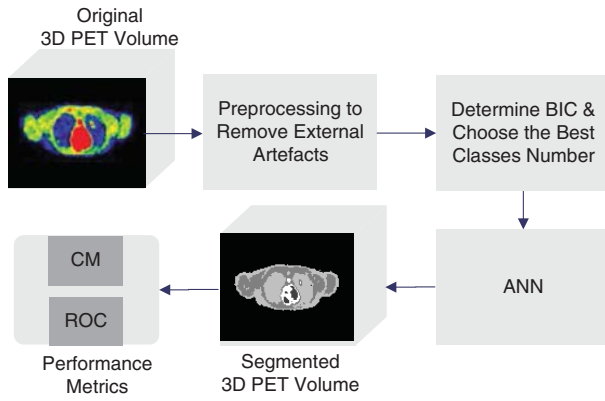 Original
3D PET Volume
Preprocessing to
Remove External
Artefacts
Determine BIC &
Choose the Best
Classes Number
ANN
Segmented
3D PET Volume
CM
ROC
Performance
Metrics